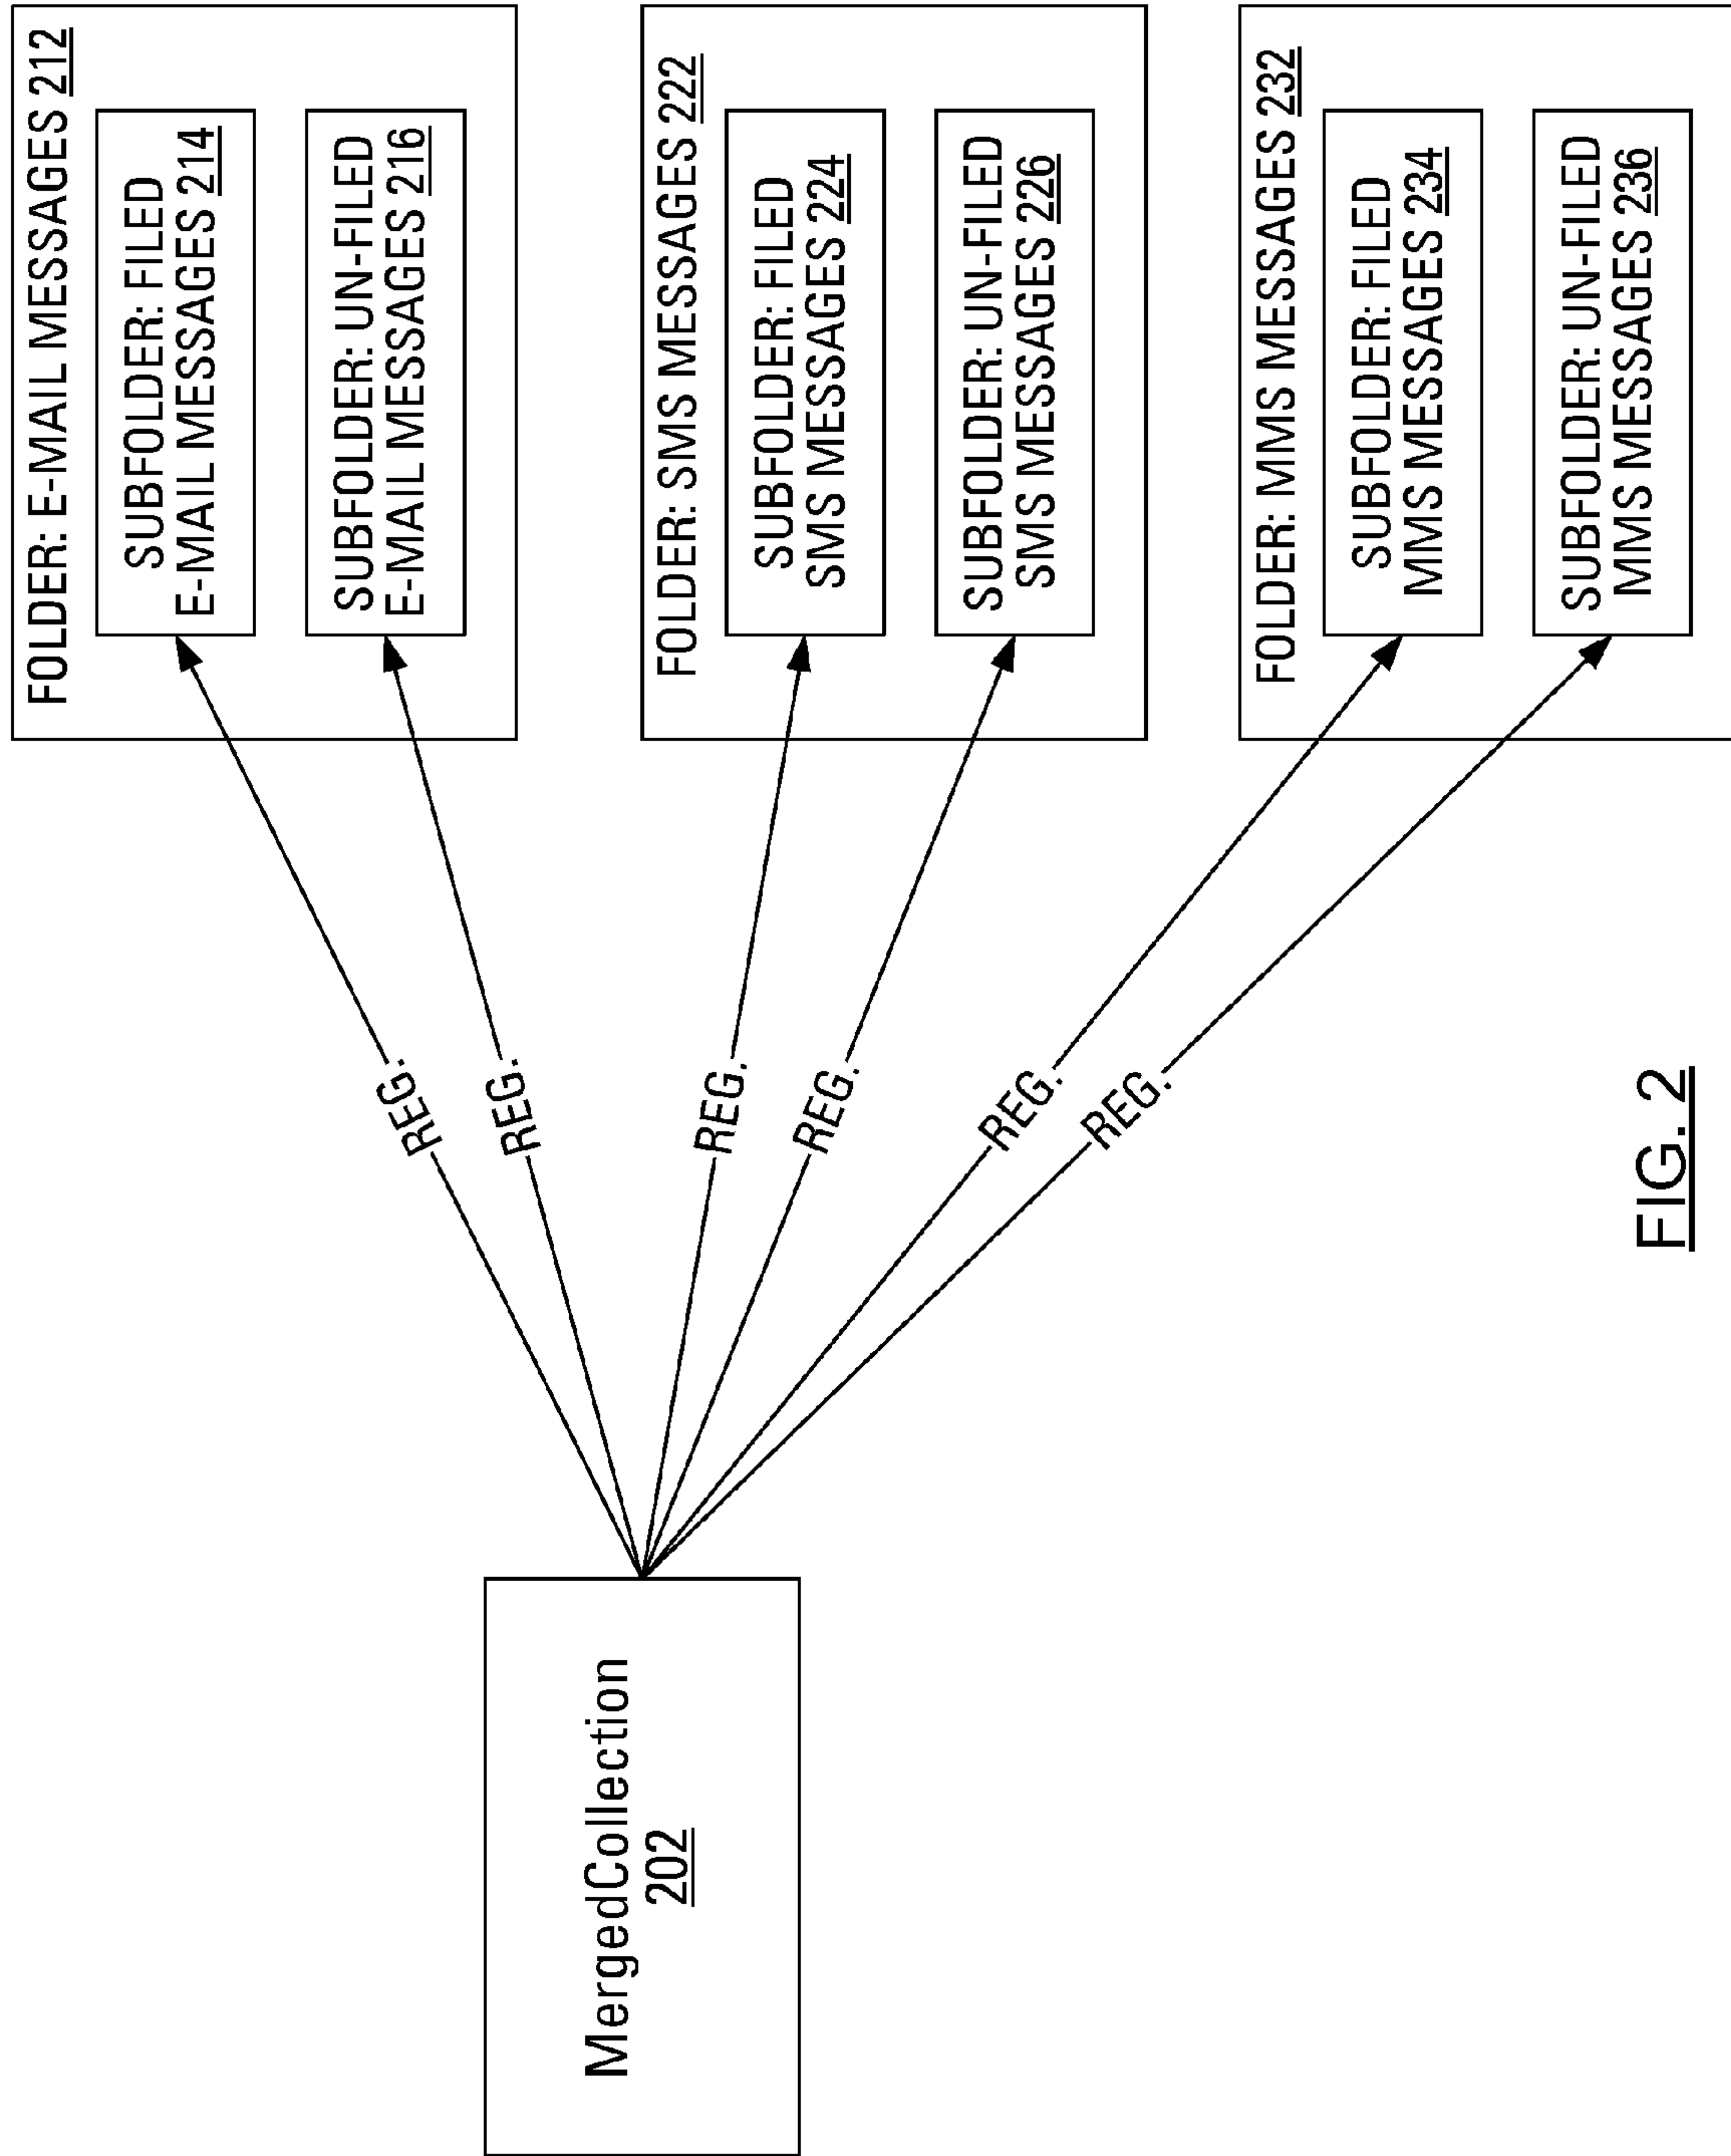 MergedCollection
202
REG.
REG.
REG.
REG.
REG.
REG.
FOLDER: E-MAIL MESSAGES 212
SUBFOLDER: FILED
E-MAIL MESSAGES 214
SUBFOLDER: UN-FILED
E-MAIL MESSAGES 216
FOLDER: SMS MESSAGES 222
SUBFOLDER: FILED
SMS MESSAGES 224
SUBFOLDER: UN-FILED
SMS MESSAGES 226
FOLDER: MMS MESSAGES 232
SUBFOLDER: FILED
MMS MESSAGES 234
SUBFOLDER: UN-FILED
MMS MESSAGES 236
FIG. 2